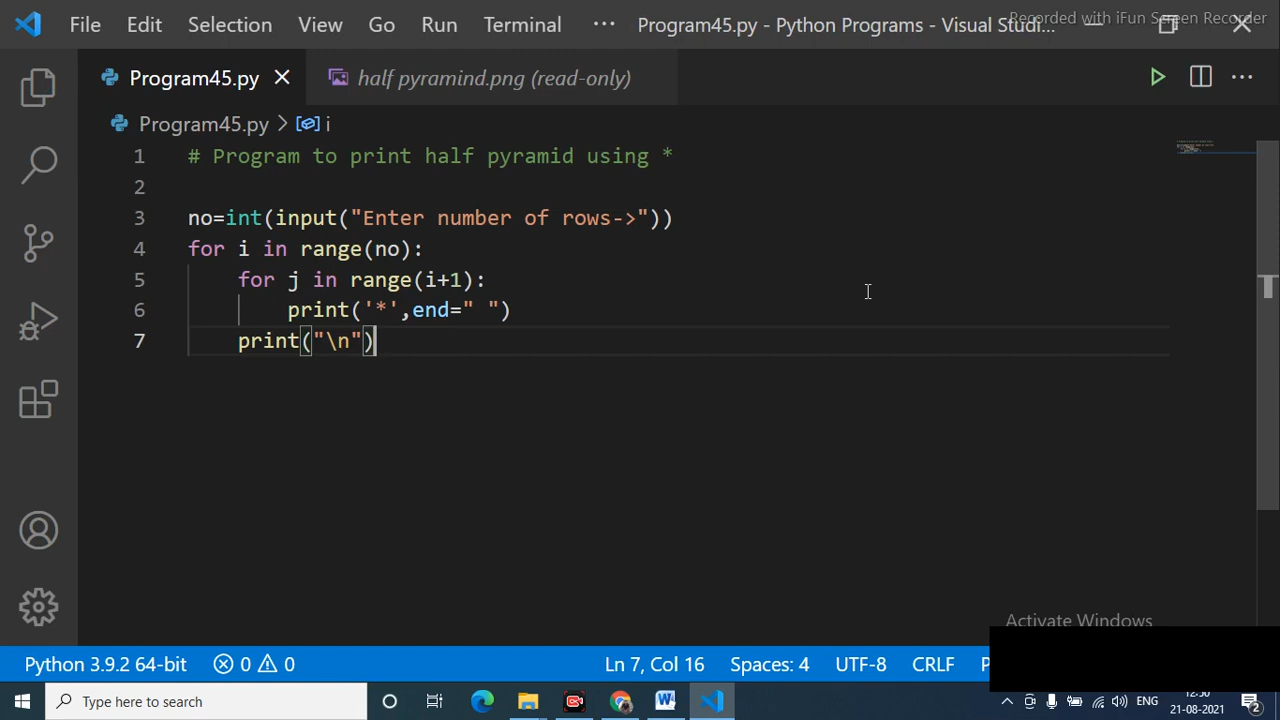 File Edit Selection View Go Run Terminal ··· Program45.py - Python Programs - Visual Studi...
Recorded with iFun Screen Recorder
Program45.py half pyramind.png (read-only) ···
Program45.py > i
1 # Program to print half pyramid using *
2
3 no=int(input("Enter number of rows->"))
4 for i in range(no):
5 for j in range(i+1):
6 print('*',end=" ")
7 print("\n")
Activate Windows
Python 3.9.2 64-bit 0 0 Ln 7, Col 16 Spaces: 4 UTF-8 CRLF
Type here to search ENG 12:50
21-08-2021 2